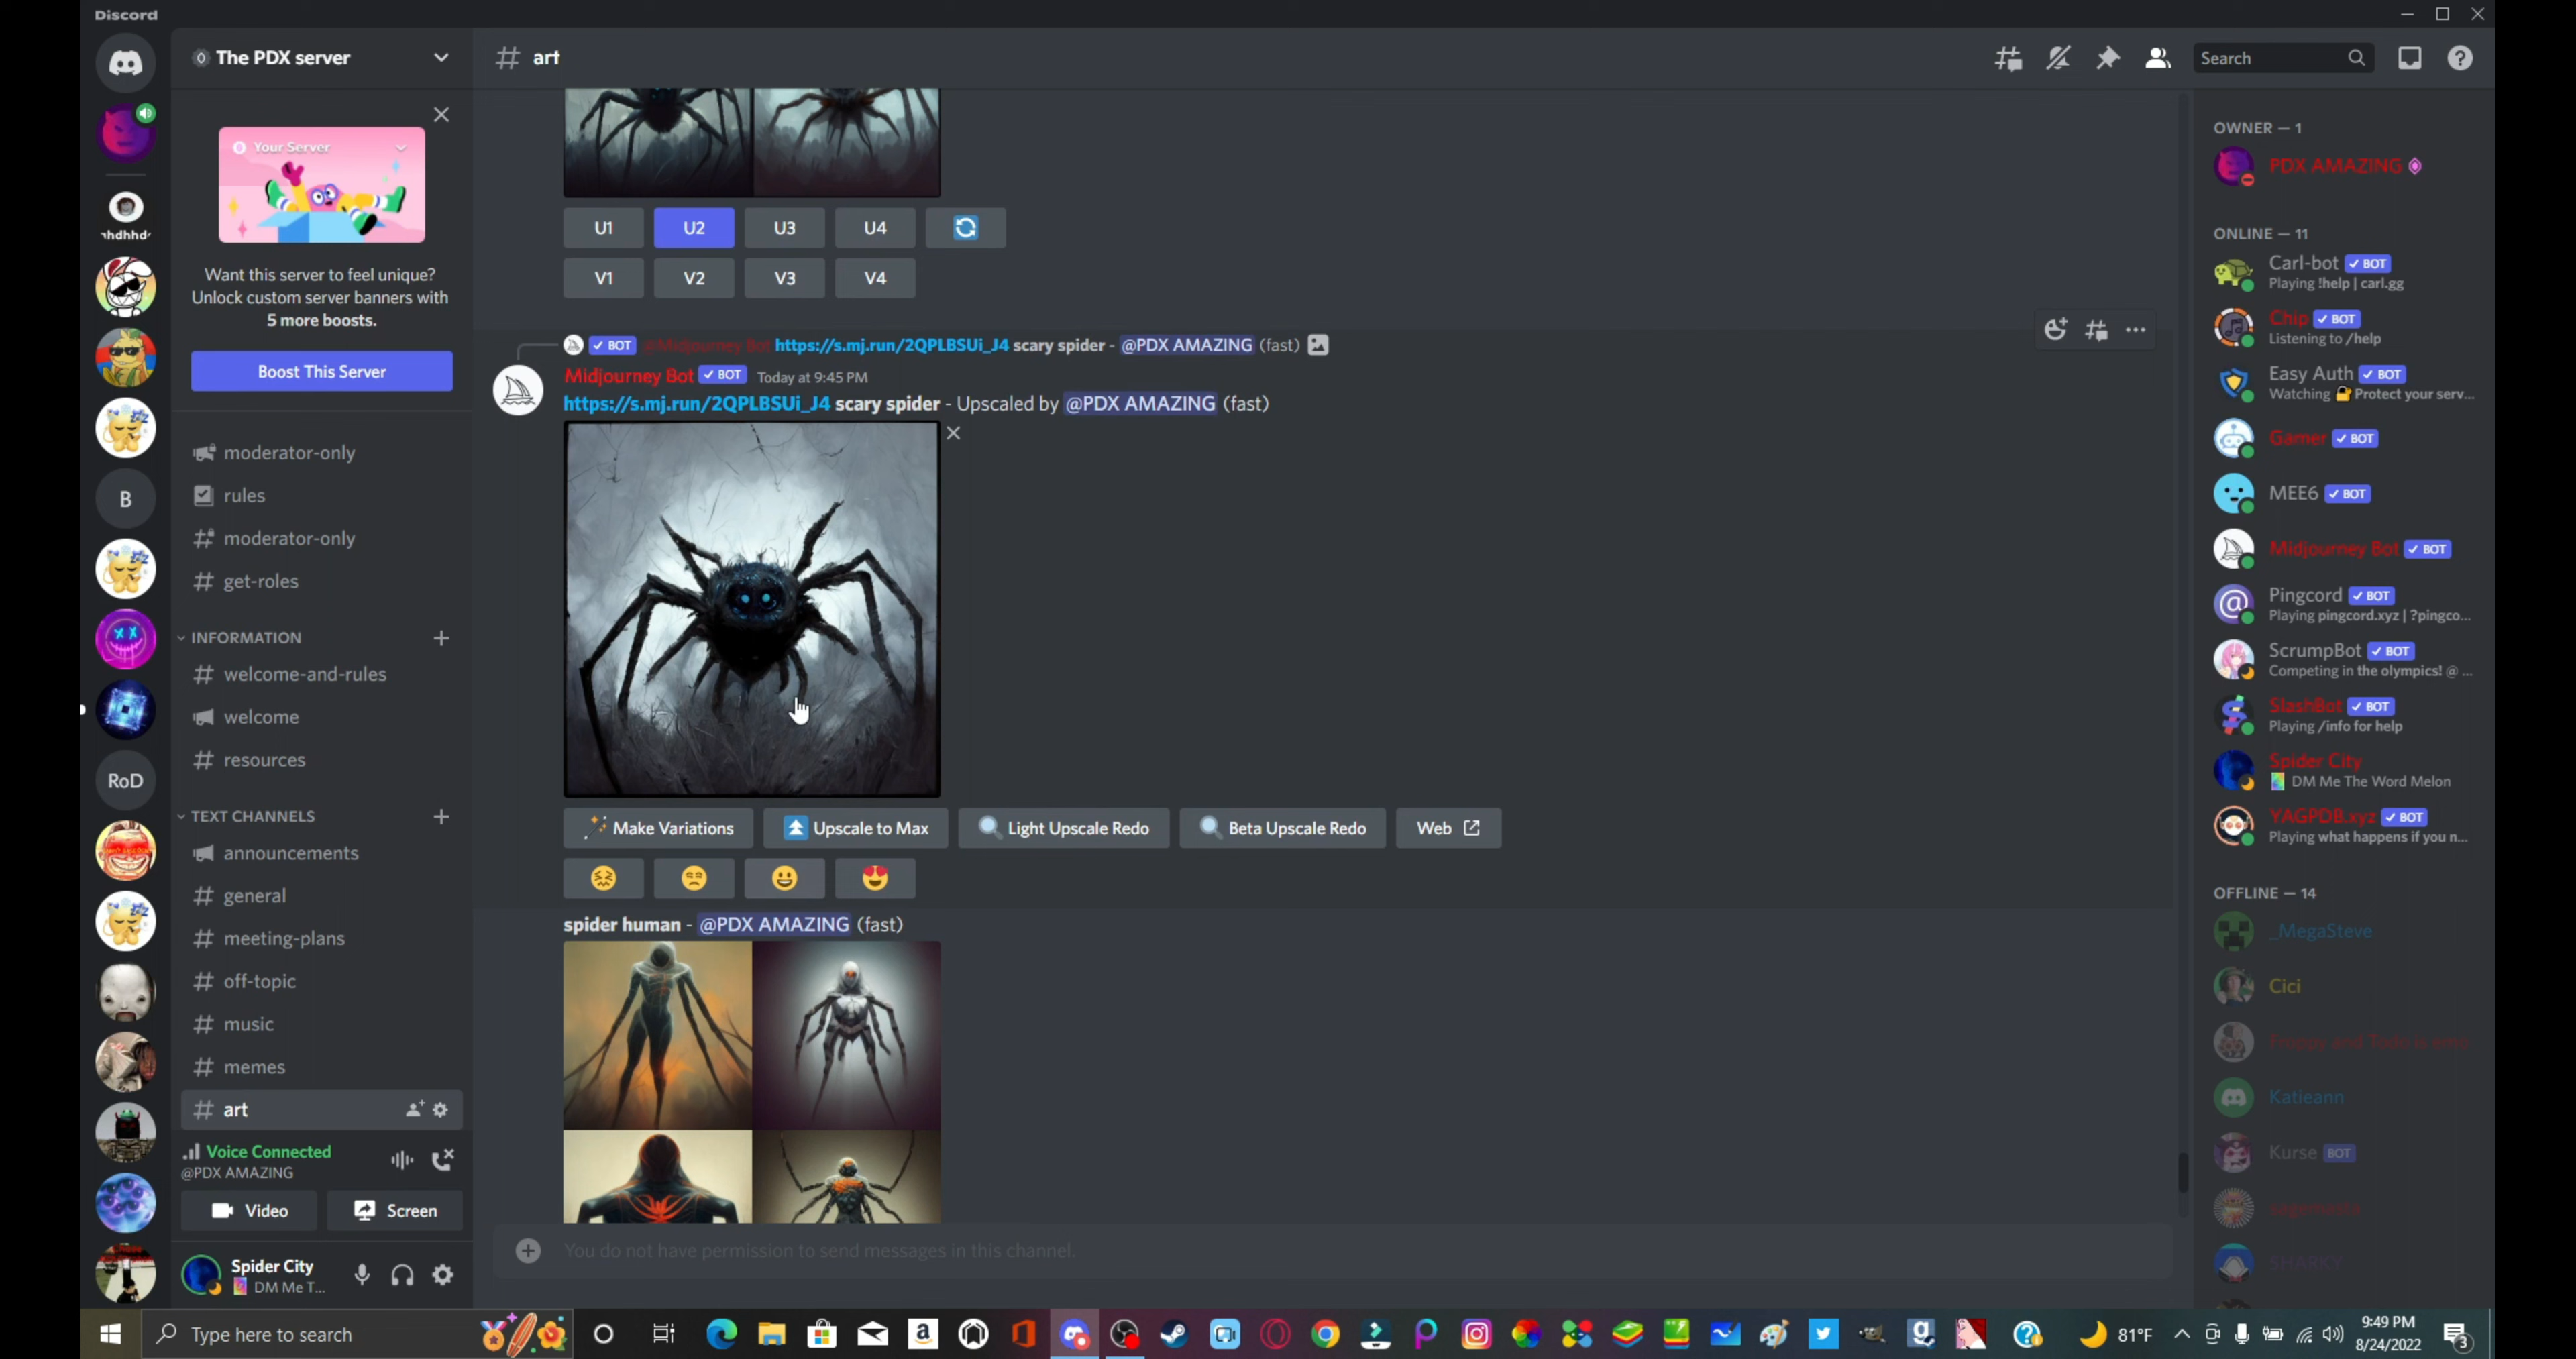 Discord
The PDX server
Your Server
Want this server to feel unique?
Unlock custom server banners with
5 more boosts.
Boost This Server
moderator-only
rules
moderator-only
get-roles
INFORMATION
welcome-and-rules
welcome
resources
TEXT CHANNELS
announcements
general
meeting-plans
off-topic
music
memes
art
Voice Connected
@PDX AMAZING
Video
Screen
Spider City
DM Me T...
B
RoD
art
Search
U1
U2
U3
U4
V1
V2
V3
V4
BOT @Midjourney Bot https://s.mj.run/2QPLBSUi_J4 scary spider - @PDX AMAZING (fast)
Midjourney Bot BOT Today at 9:45 PM
https://s.mj.run/2QPLBSUi_J4 scary spider - Upscaled by @PDX AMAZING (fast)
Make Variations
Upscale to Max
Light Upscale Redo
Beta Upscale Redo
Web
spider human - @PDX AMAZING (fast)
You do not have permission to send messages in this channel.
OWNER — 1
PDX AMAZING
ONLINE — 11
Carl-bot BOT
Playing !help | carl.gg
Chip BOT
Listening to /help
Easy Auth BOT
Watching Protect your serv...
Gamer BOT
MEE6 BOT
Midjourney Bot BOT
Pingcord BOT
Playing pingcord.xyz | ?pingco...
ScrumpBot BOT
Competing in the olympics! @ ...
SlashBot BOT
Playing /info for help
Spider City
DM Me The Word Melon
YAGPDB.xyz BOT
Playing what happens if you n...
OFFLINE — 14
_MegaSteve
Cici
Katieann
Kurse BOT
SHARKY
Type here to search
81°F
9:49 PM
8/24/2022
3